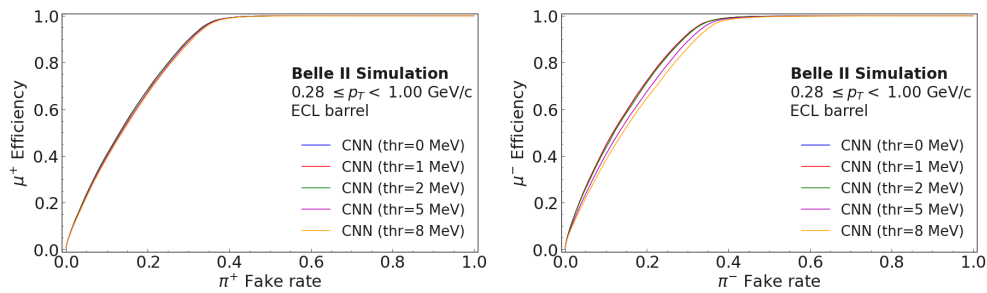 1.0
0.8
0.6
0.4
0.2
0.0
μ⁺ Efficiency
Belle II Simulation
0.28 ≤ p_T < 1.00 GeV/c
ECL barrel
CNN (thr=0 MeV)
CNN (thr=1 MeV)
CNN (thr=2 MeV)
CNN (thr=5 MeV)
CNN (thr=8 MeV)
0.0 0.2 0.4 0.6 0.8 1.0
π⁺ Fake rate
1.0
0.8
0.6
0.4
0.2
0.0
μ⁻ Efficiency
Belle II Simulation
0.28 ≤ p_T < 1.00 GeV/c
ECL barrel
CNN (thr=0 MeV)
CNN (thr=1 MeV)
CNN (thr=2 MeV)
CNN (thr=5 MeV)
CNN (thr=8 MeV)
0.0 0.2 0.4 0.6 0.8 1.0
π⁻ Fake rate